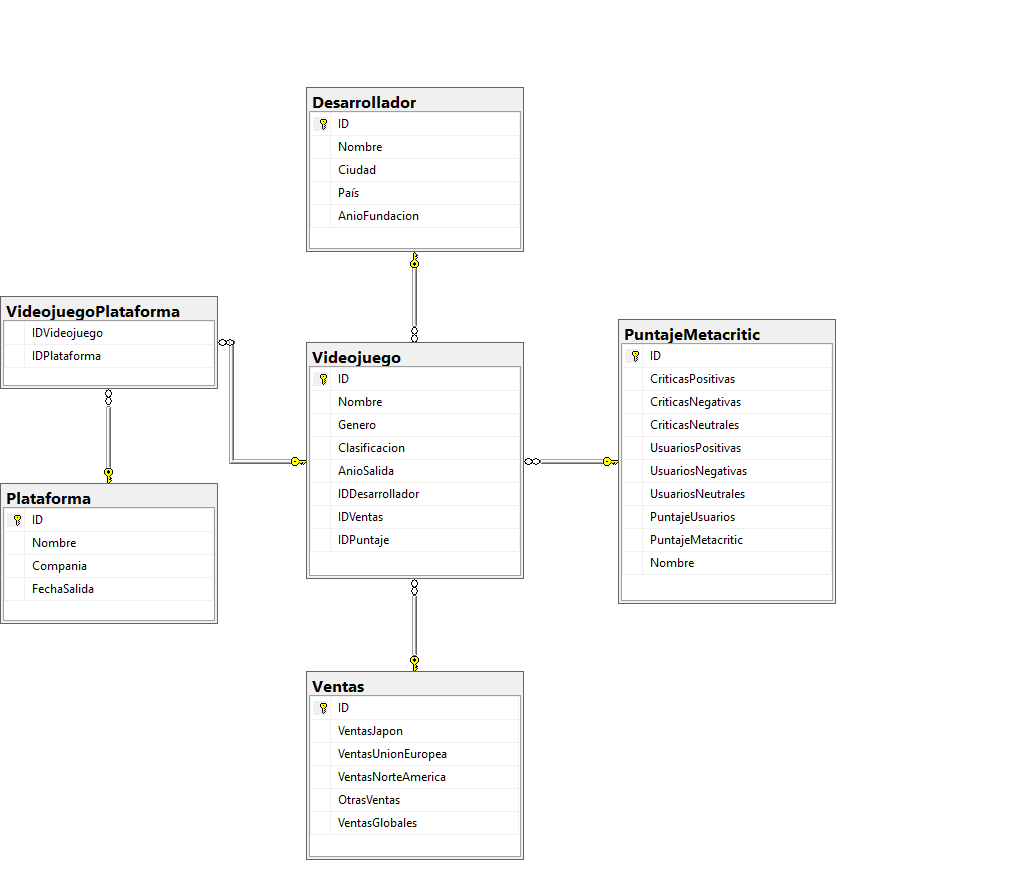 Desarrollador
ID
Nombre
Ciudad
País
AnioFundacion
VideojuegoPlataforma
IDVideojuego
IDPlataforma
Videojuego
ID
Nombre
Genero
Clasificacion
AnioSalida
IDDesarrollador
IDVentas
IDPuntaje
PuntajeMetacritic
ID
CriticasPositivas
CriticasNegativas
CriticasNeutrales
UsuariosPositivas
UsuariosNegativas
UsuariosNeutrales
PuntajeUsuarios
PuntajeMetacritic
Nombre
Plataforma
ID
Nombre
Compania
FechaSalida
Ventas
ID
VentasJapon
VentasUnionEuropea
VentasNorteAmerica
OtrasVentas
VentasGlobales